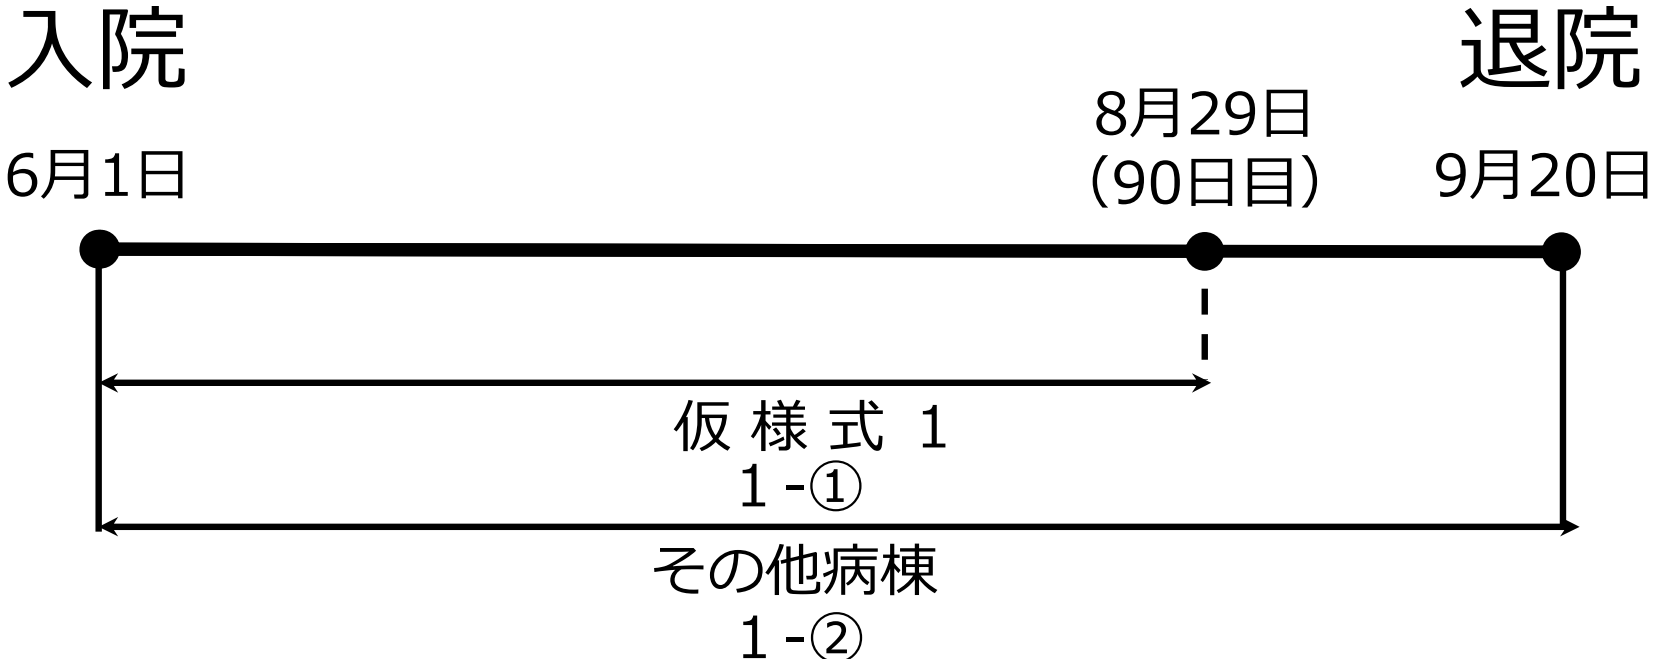 入院
退院
6月1日
8月29日
（90日目）
9月20日
仮様式 1
1-①
その他病棟
1-②